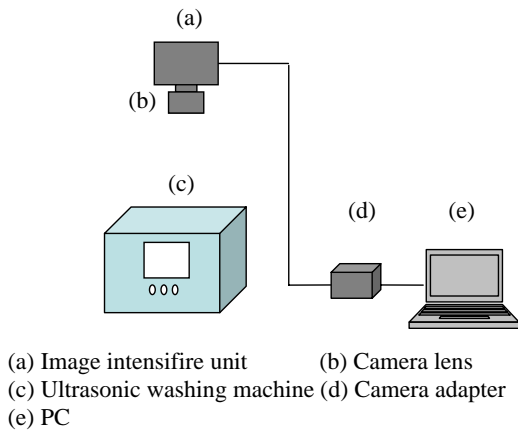 (a)
(b)
(c)
(d)
(e)
(a) Image intensifire unit (b) Camera lens
(c) Ultrasonic washing machine (d) Camera adapter
(e) PC